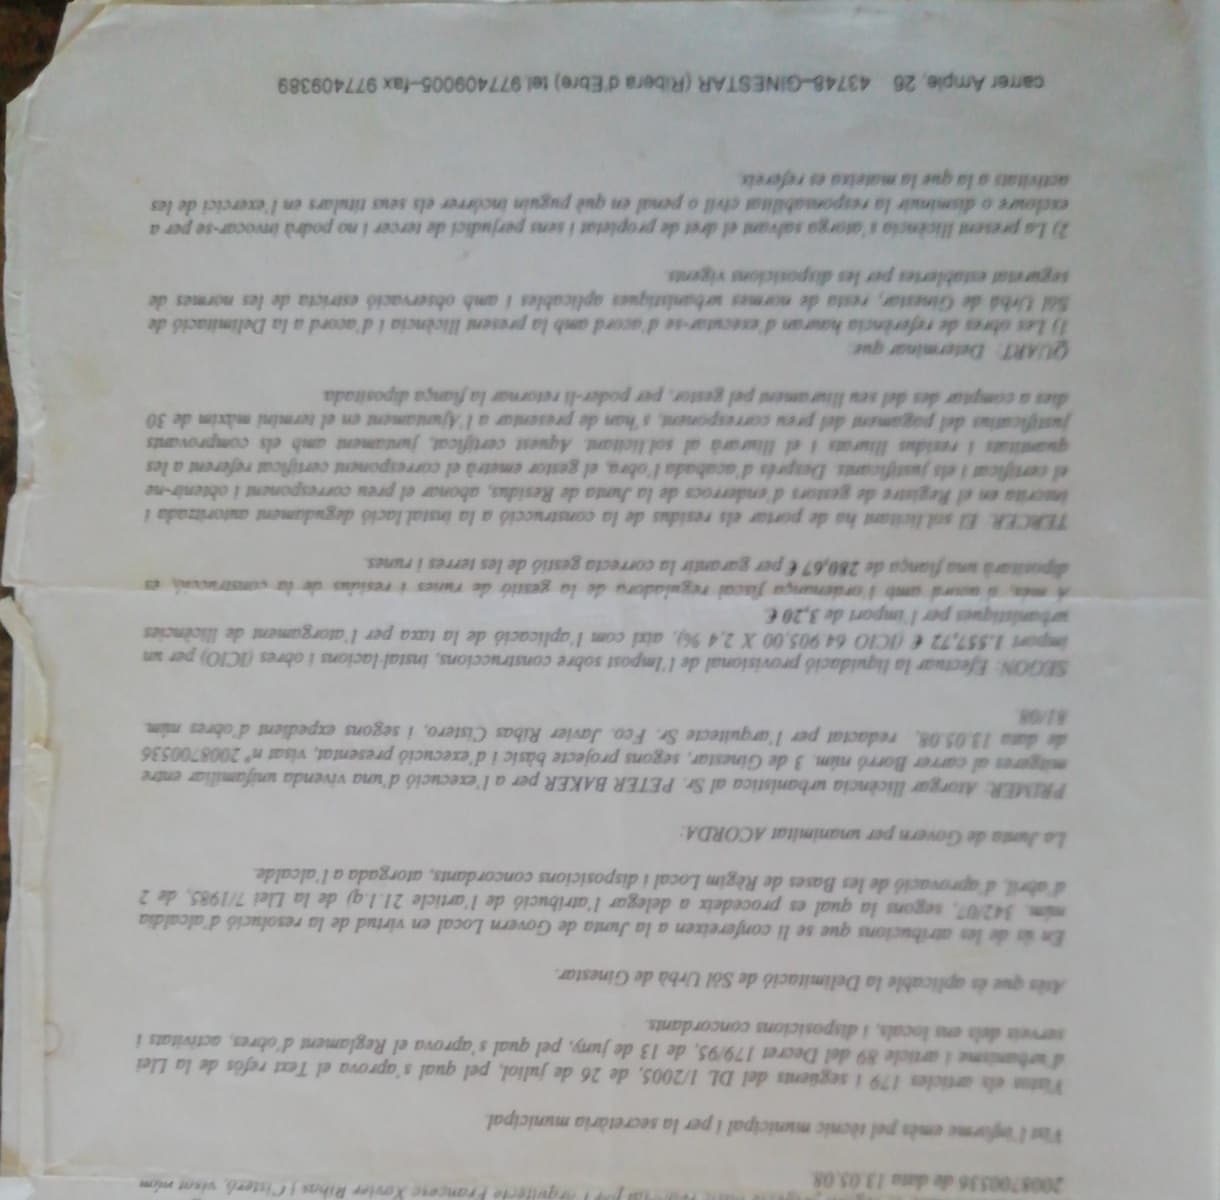 redactat per l'arquitecte Francesc Xavier Ribas i Cisteró, visat núm
2008700536 de data 13.05.08.
Vist l'informe emès pel tècnic municipal i per la secretària municipal.
Vistos els articles 179 i següents del DL 1/2005, de 26 de juliol, pel qual s'aprova el Text refós de la Llei
d'urbanisme i article 89 del Decret 179/95, de 13 de juny, pel qual s'aprova el Reglament d'obres, activitats i
serveis dels ens locals, i disposicions concordants.
Atès que és aplicable la Delimitació de Sól Urbà de Ginestar.
En ús de les atribucions que se li confereixen a la Junta de Govern Local en virtud de la resolució d'alcaldia
núm. 342/07, segons la qual es procedeix a delegar l'atribució de l'article 21.1.q) de la Llei 7/1985, de 2
d'abril, d'aprovació de les Bases de Règim Local i disposicions concordants, atorgada a l'alcalde.
La Junta de Govern per unanimitat ACORDA:
PRIMER: Atorgar llicència urbanística al Sr. PETER BAKER per a l'execució d'una vivenda unifamiliar entre
mitgeres al carrer Borró núm. 3 de Ginestar, segons projecte bàsic i d'execució presentat, visat nº 2008700536
de data 13.05.08, redactat per l'arquitecte Sr. Fco. Javier Ribas Cistero, i segons expedient d'obres núm.
81/08.
SEGON: Efectuar la liquidació provisional de l'Impost sobre construccions, instal·lacions i obres (ICIO) per un
import 1.557,72 € (ICIO 64.905,00 X 2,4 %), així com l'aplicació de la taxa per l'atorgament de llicències
urbanístiques per l'import de 3,20 €.
A més, d'acord amb l'ordenança fiscal reguladora de la gestió de runes i residus de la construcció, es
dipositarà una fiança de 280,67 € per garantir la correcta gestió de les terres i runes.
TERCER: El sol.licitant ha de portar els residus de la construcció a la instal.lació degudament autoritzada i
inscrita en el Registre de gestors d'enderrocs de la Junta de Residus, abonar el preu corresponent i obtenir-ne
el certificat i els justificants. Després d'acabada l'obra, el gestor emetrà el corresponent certificat referent a les
quantitats i residus lliurats i el lliurarà al sol.licitant. Aquest certificat, juntament amb els comprovants
justificatius del pagament del preu corresponent, s'han de presentar a l'Ajuntament en el termini màxim de 30
dies a comptar des del seu lliurament pel gestor, per poder-li retornar la fiança dipositada.
QUART: Determinar que:
1) Les obres de referència hauran d'executar-se d'acord amb la present llicència i d'acord a la Delimitació de
Sól Urbà de Ginestar, resta de normes urbanístiques aplicables i amb observació estricta de les normes de
seguretat establertes per les disposicions vigents.
2) La present llicència s'atorga salvant el dret de propietat i sens perjudici de tercer i no podrà invocar-se per a
excloure o disminuir la responsabilitat civil o penal en què puguin incórrer els seus titulars en l'exercici de les
activitats a la que la mateixa es refereix.
carrer Ample, 26 43748-GINESTAR (Ribera d'Ebre) tel 977409005-fax 977409389